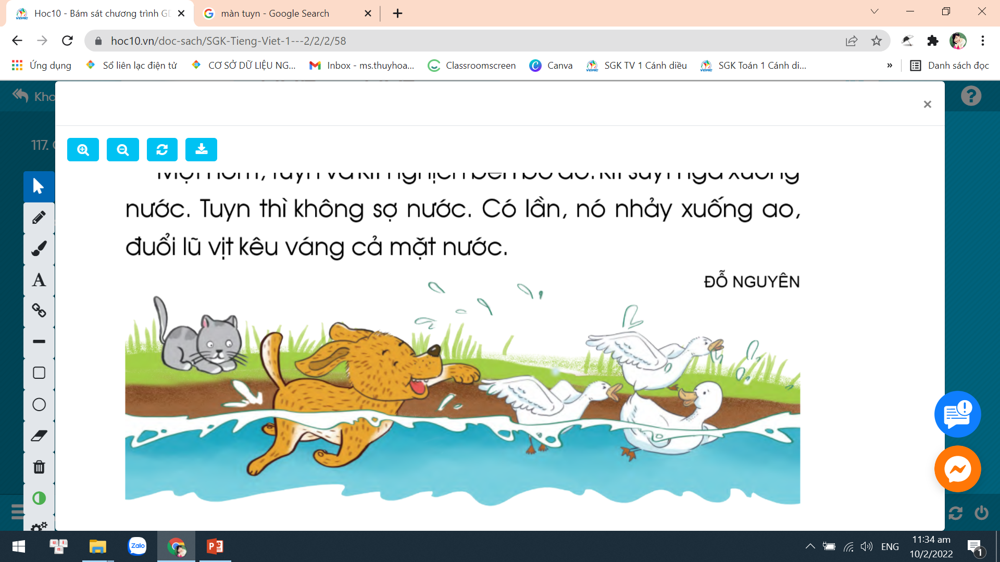 Hoc10 - Bám sát chương trình GD
màn tuyn - Google Search
hoc10.vn/doc-sach/SGK-Tieng-Viet-1---2/2/2/58
Ứng dụng
Sổ liên lạc điện tử
CƠ SỞ DỮ LIỆU NG...
Inbox - ms.thuyhoa...
Classroomscreen
Canva
SGK TV 1 Cánh diều
SGK Toán 1 Cánh di...
»
Danh sách đọc
Kho
117.
A
nước. Tuyn thì không sợ nước. Có lần, nó nhảy xuống ao,
đuổi lũ vịt kêu váng cả mặt nước.
ĐỖ NGUYÊN
Zalo
ENG
11:34 am
10/2/2022
1